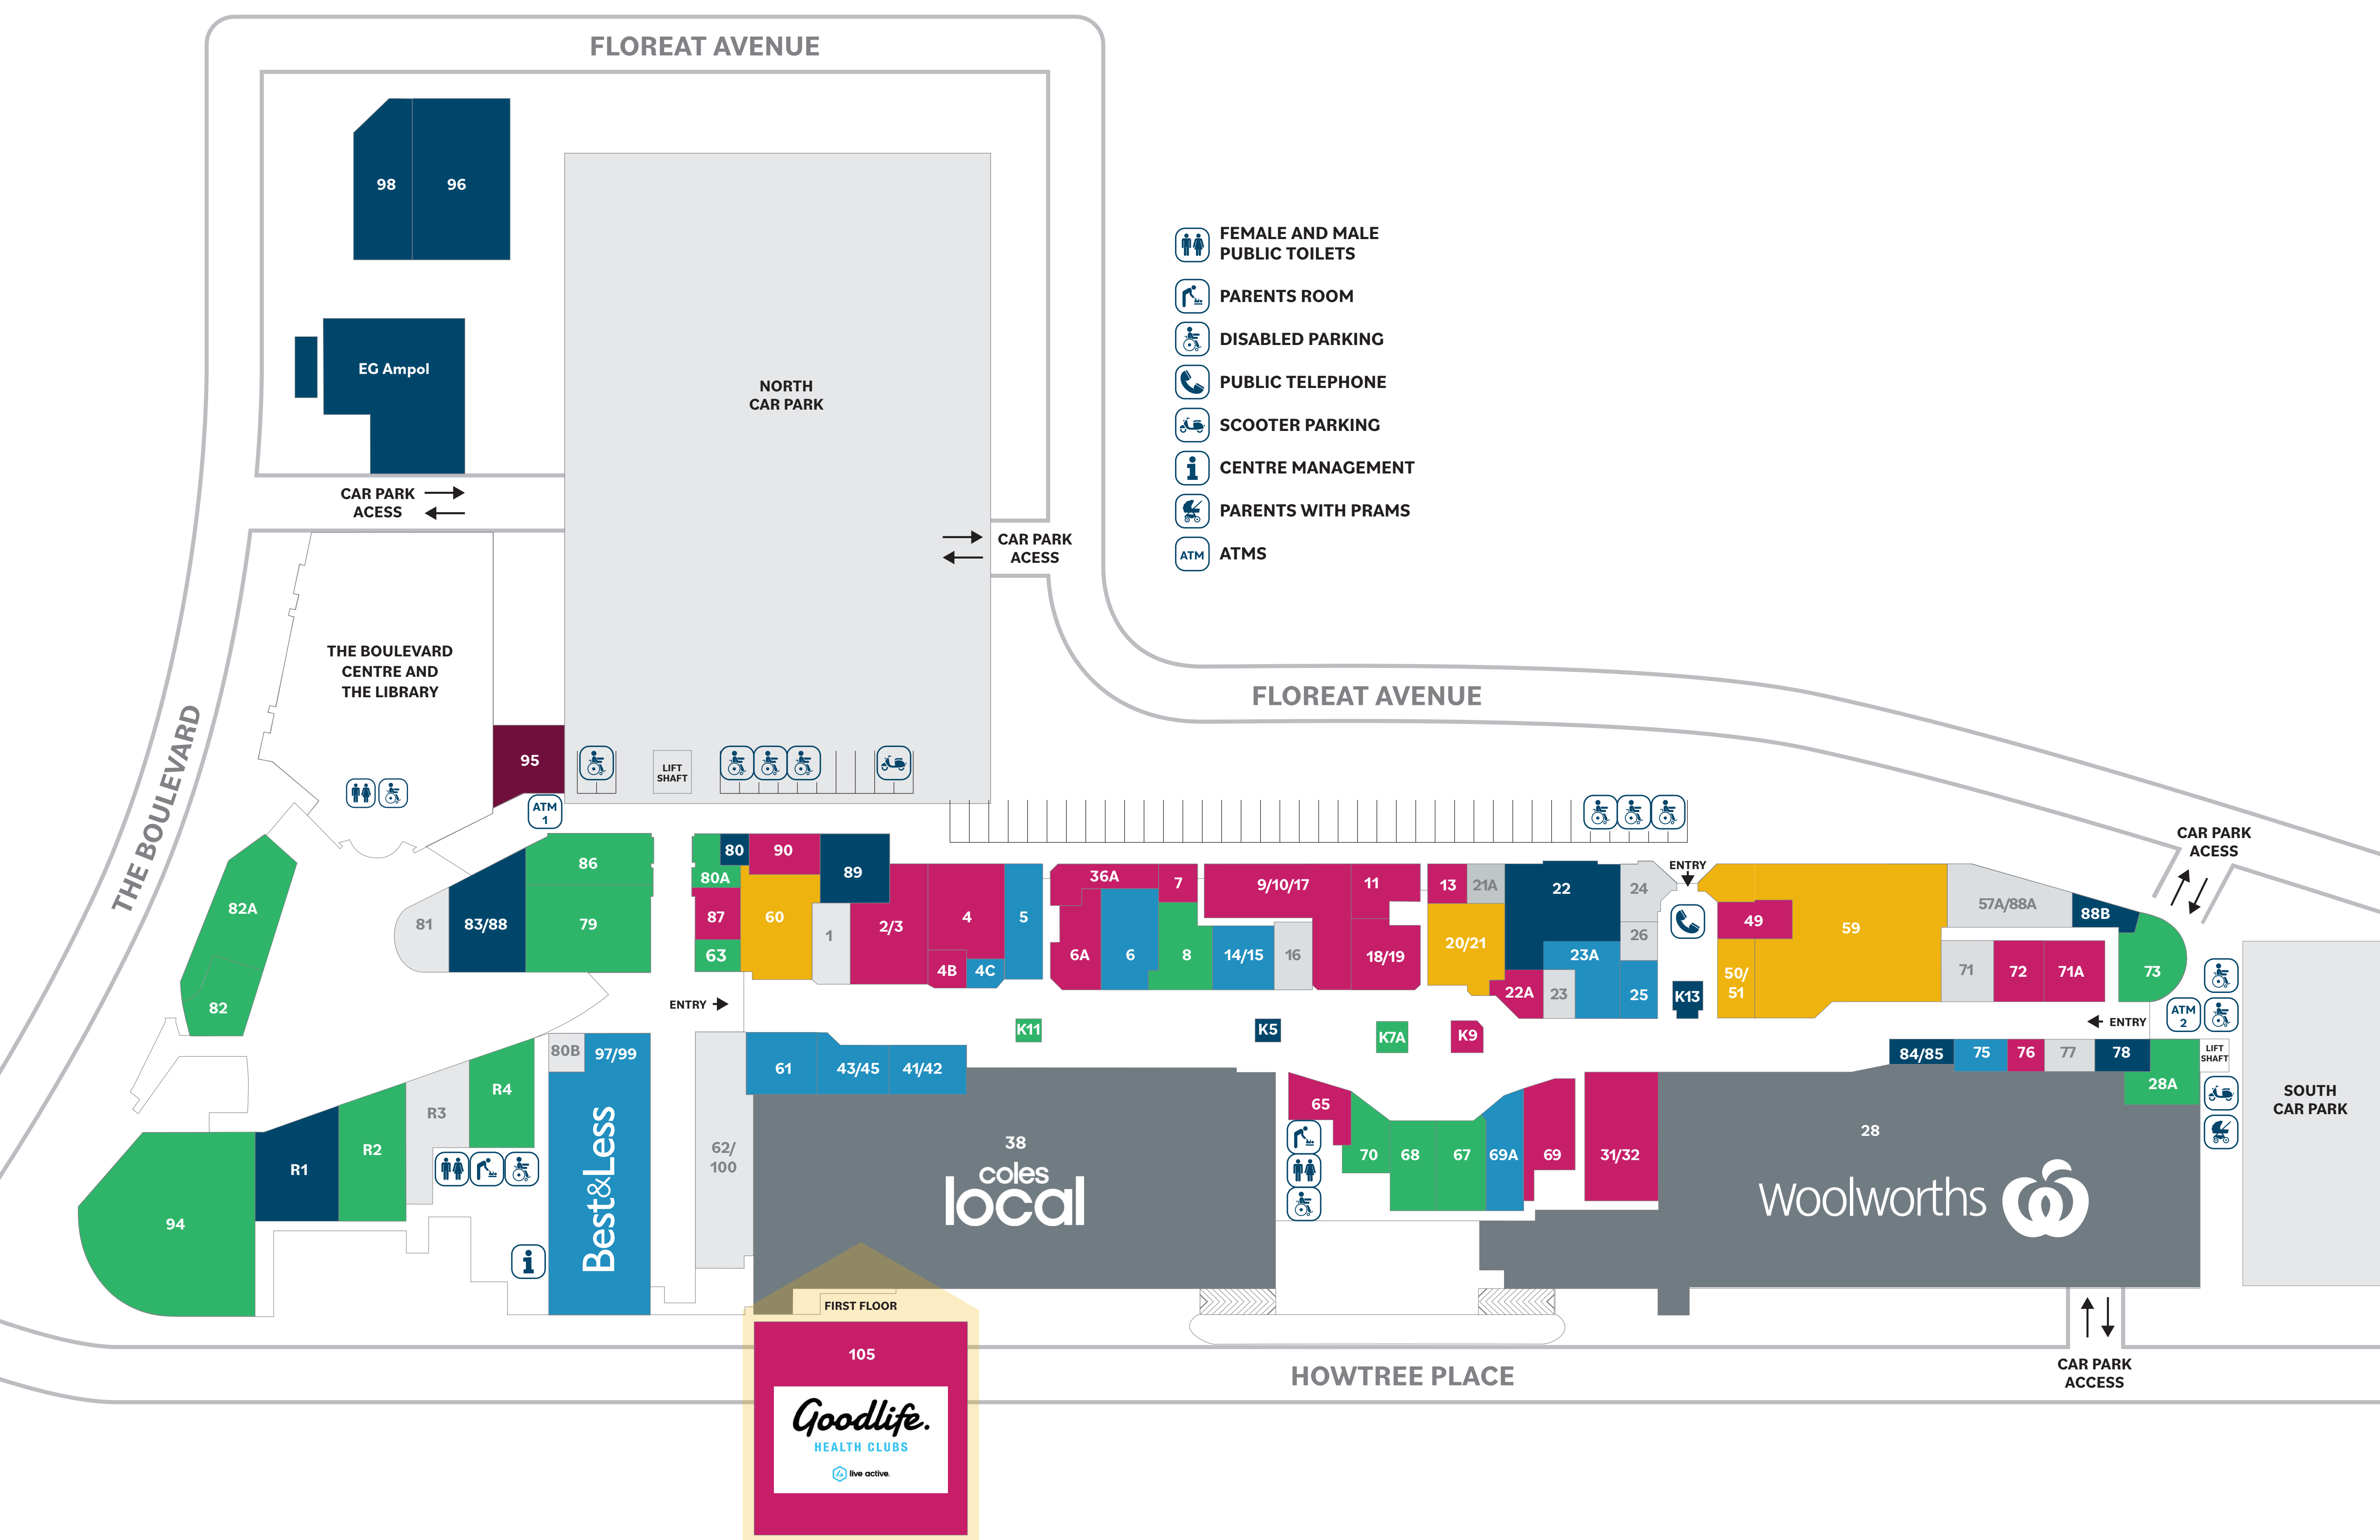 FLOREAT AVENUE
98
96
EG Ampol
NORTH
CAR PARK
CAR PARK
ACESS
CAR PARK
ACESS
FEMALE AND MALE
PUBLIC TOILETS
PARENTS ROOM
DISABLED PARKING
PUBLIC TELEPHONE
SCOOTER PARKING
CENTRE MANAGEMENT
PARENTS WITH PRAMS
ATM
ATMS
THE BOULEVARD
CENTRE AND
THE LIBRARY
FLOREAT AVENUE
THE BOULEVARD
95
LIFT
SHAFT
ATM
1
CAR PARK
ACESS
82A
82
81
83/88
86
79
80
90
80A
87
63
60
89
1
2/3
4
4B
4C
5
36A
6A
6
7
8
9/10/17
14/15
16
11
18/19
13
21A
20/21
22
22A
23
23A
24
26
25
ENTRY
K13
49
50/
51
59
57A/88A
88B
71
72
71A
73
ENTRY
ENTRY
ATM
2
K11
K5
K7A
K9
80B
97/99
Best&Less
R4
R3
R2
R1
94
62/
100
61
43/45
41/42
38
coles
local
65
70
68
67
69A
69
31/32
84/85
75
76
77
78
28A
LIFT
SHAFT
28
Woolworths
SOUTH
CAR PARK
FIRST FLOOR
105
Goodlife.
HEALTH CLUBS
live active.
HOWTREE PLACE
CAR PARK
ACCESS